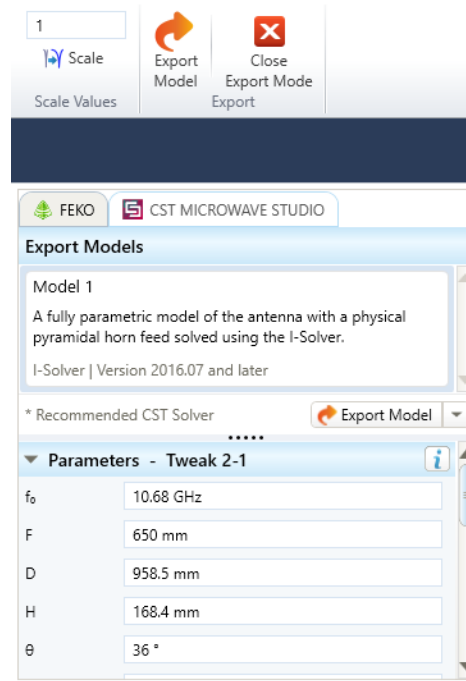 1
Scale
Scale Values
Export
Model
Close
Export Mode
Export
FEKO
CST MICROWAVE STUDIO
Export Models
Model 1
A fully parametric model of the antenna with a physical
pyramidal horn feed solved using the I-Solver.
I-Solver | Version 2016.07 and later
* Recommended CST Solver
Export Model
Parameters - Tweak 2-1
i
f₀ 10.68 GHz
F 650 mm
D 958.5 mm
H 168.4 mm
θ 36 °